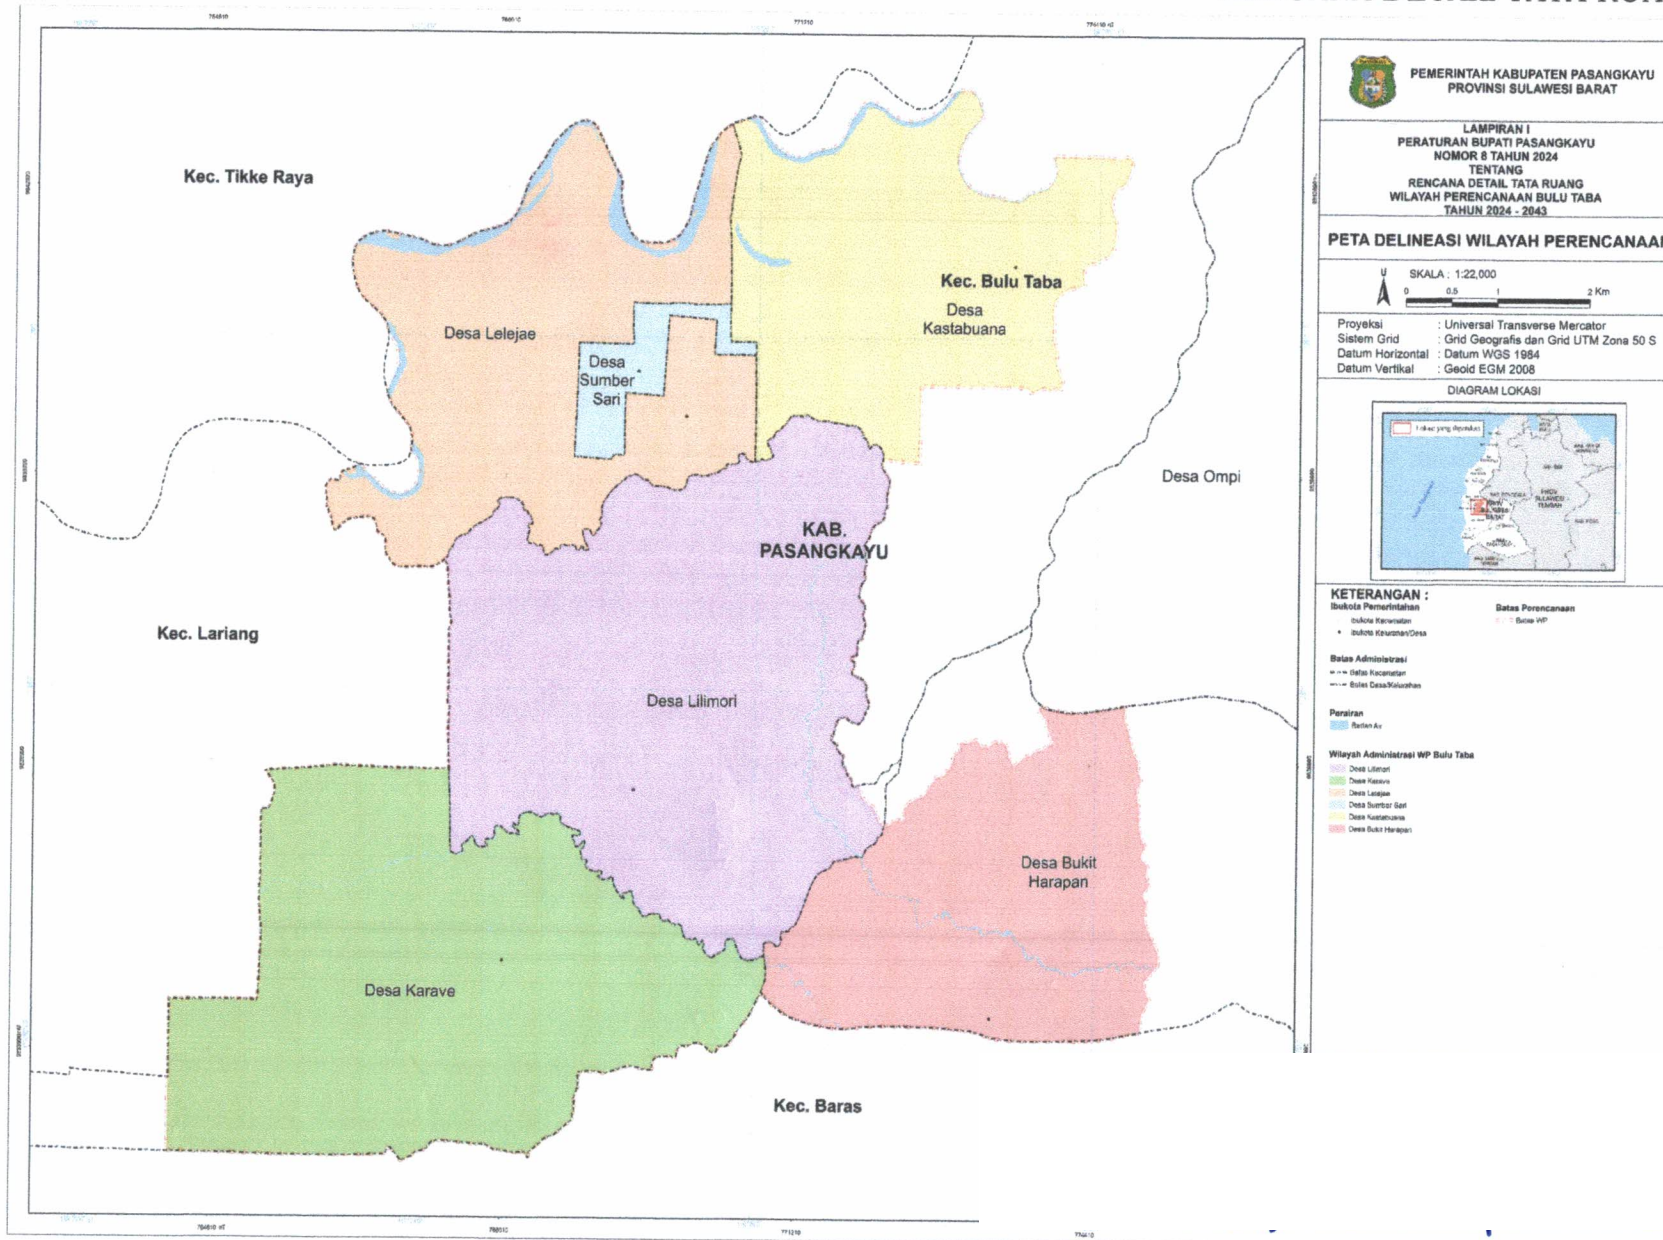 PEMERINTAH KABUPATEN PASANGKAYU
PROVINSI SULAWESI BARAT
LAMPIRAN I
PERATURAN BUPATI PASANGKAYU
NOMOR 8 TAHUN 2024
TENTANG
RENCANA DETAIL TATA RUANG
WILAYAH PERENCANAAN BULU TABA
TAHUN 2024 - 2043
PETA DELINEASI WILAYAH PERENCANAAN
U
SKALA : 1:22,000
0 0.5 1 2 Km
Proyeksi : Universal Transverse Mercator
Sistem Grid : Grid Geografis dan Grid UTM Zona 50 S
Datum Horizontal : Datum WGS 1984
Datum Vertikal : Geoid EGM 2008
DIAGRAM LOKASI
KETERANGAN :
Ibukota Pemerintahan
Ibukota Kecamatan
Ibukota Kelurahan/Desa
Batas Perencanaan
Batas WP
Batas Administrasi
Batas Kecamatan
Batas Desa/Kelurahan
Perairan
Badan Air
Wilayah Administrasi WP Bulu Taba
Desa Lilimori
Desa Karave
Desa Lelejae
Desa Sumber Sari
Desa Kastabuana
Desa Bukit Harapan
Kec. Tikke Raya
Kec. Bulu Taba
Desa
Kastabuana
Desa Lelejae
Desa
Sumber
Sari
Desa Ompi
KAB.
PASANGKAYU
Kec. Lariang
Desa Lilimori
Desa Bukit
Harapan
Desa Karave
Kec. Baras